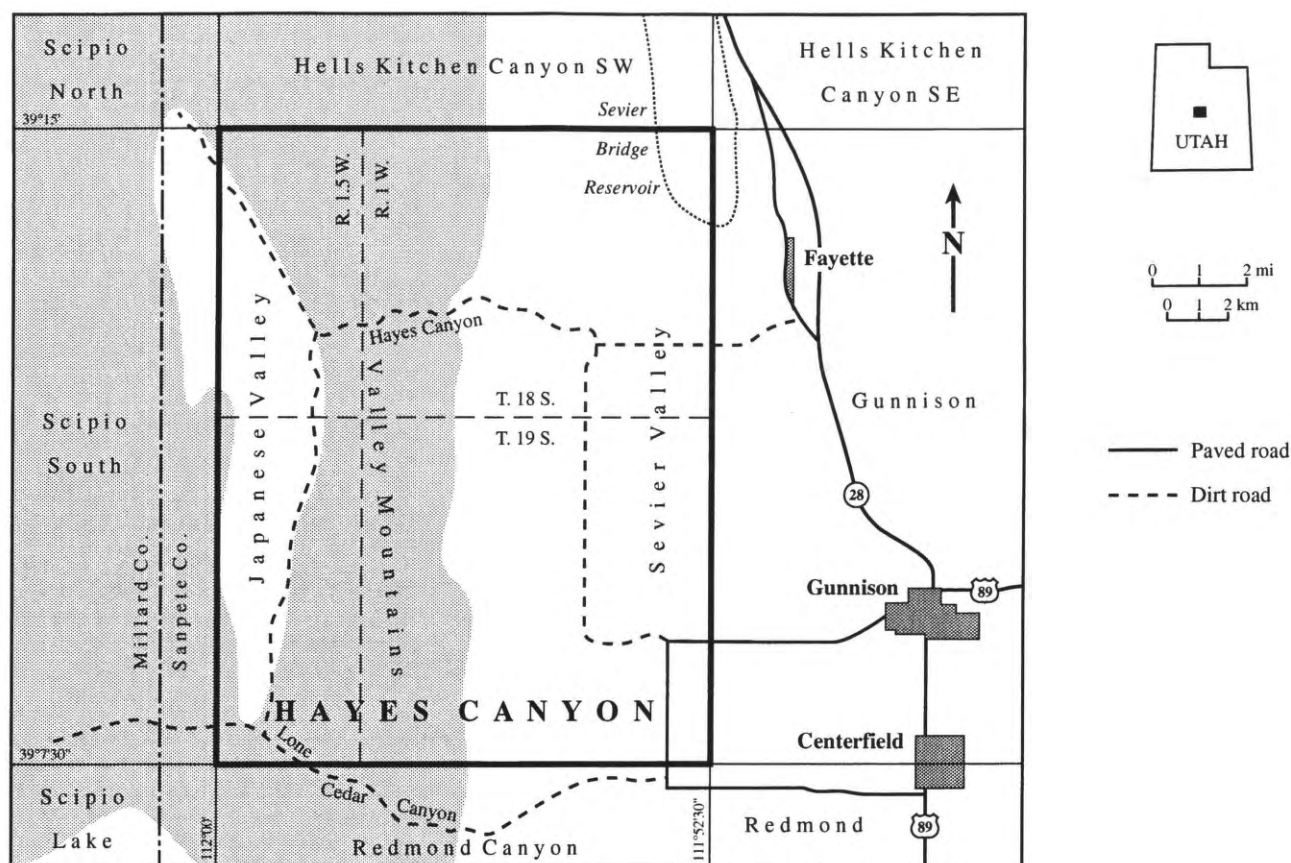 Scipio
North
Hells Kitchen Canyon SW
Hells Kitchen
Canyon SE
39°15'
Sevier
Bridge
Reservoir
R. 1.5 W.
R. 1 W.
UTAH
N
0 1 2 mi
0 1 2 km
Fayette
Hayes Canyon
Japanese Valley
Valley Mountains
Sevier Valley
T. 18 S.
T. 19 S.
Gunnison
Scipio
South
Paved road
Dirt road
28
Millard Co.
Sanpete Co.
Gunnison
89
HAYES CANYON
Centerfield
39°7'30"
Lone
Cedar
Canyon
Scipio
Lake
112°00'
Redmond Canyon
111°52'30"
Redmond
89